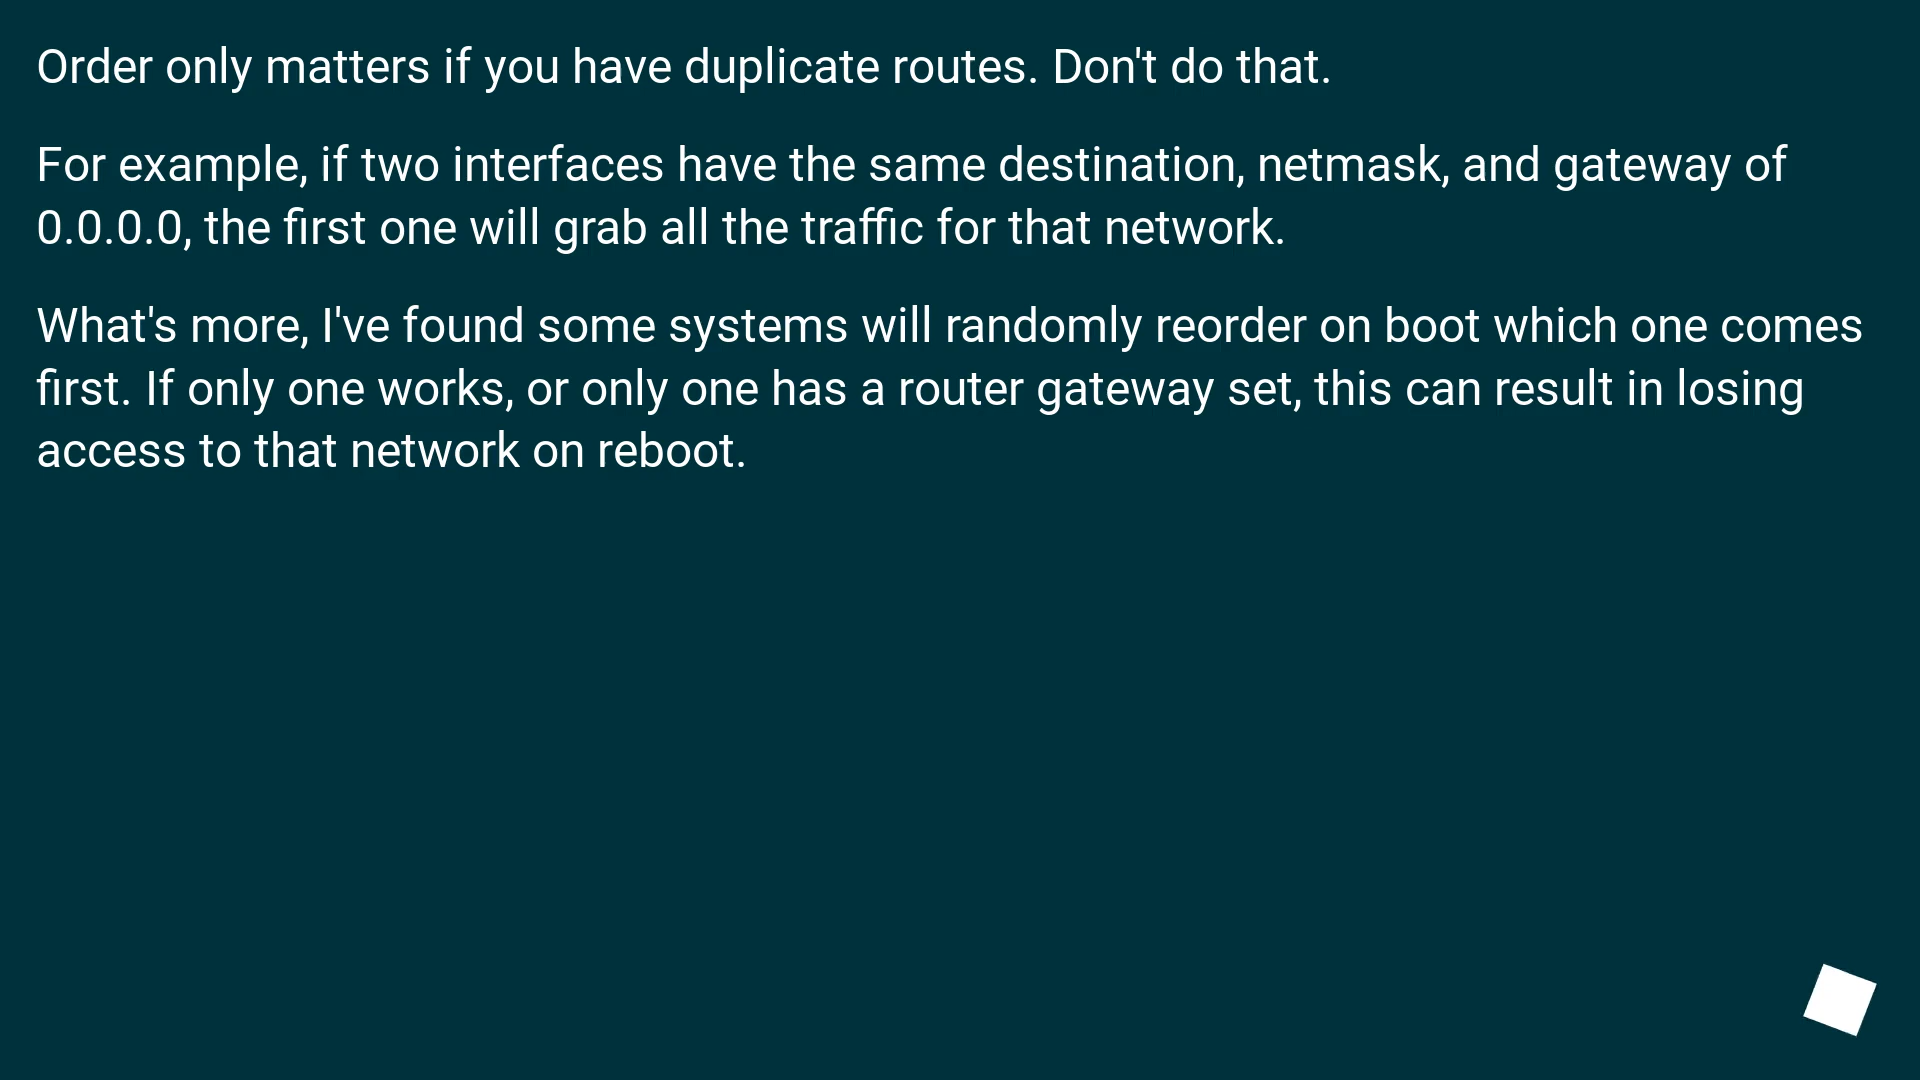 Order only matters if you have duplicate routes. Don't do that.
For example, if two interfaces have the same destination, netmask, and gateway of
0.0.0.0, the first one will grab all the traffic for that network.
What's more, I've found some systems will randomly reorder on boot which one comes
first. If only one works, or only one has a router gateway set, this can result in losing
access to that network on reboot.